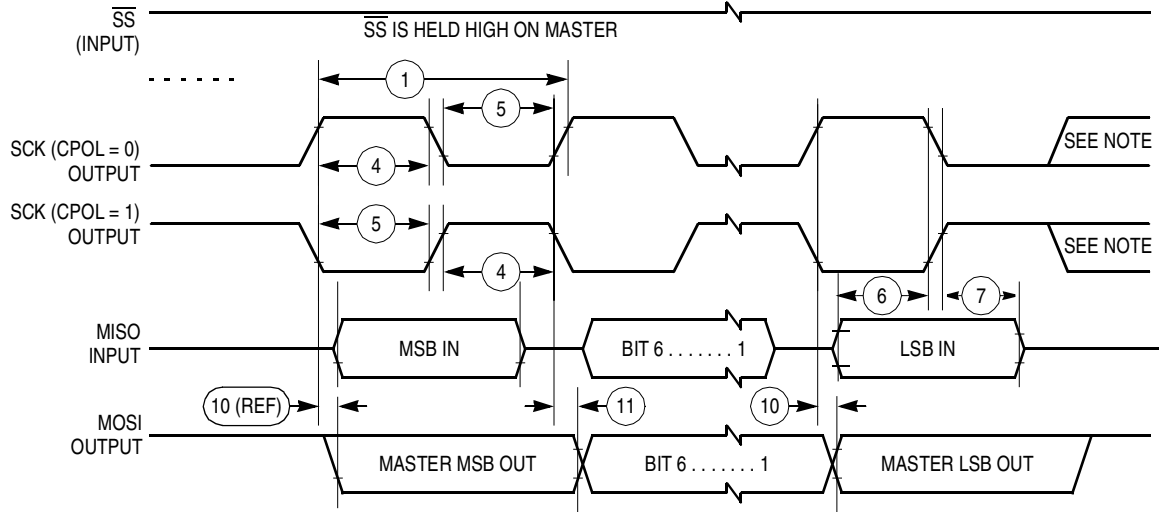 SS
(INPUT)
SS IS HELD HIGH ON MASTER
1
5
SCK (CPOL = 0)
OUTPUT
4
SEE NOTE
SCK (CPOL = 1)
OUTPUT
5
SEE NOTE
4
6
7
MISO
INPUT
MSB IN
BIT 6 . . . . . . . 1
LSB IN
10 (REF)
11
10
MOSI
OUTPUT
MASTER MSB OUT
BIT 6 . . . . . . . 1
MASTER LSB OUT